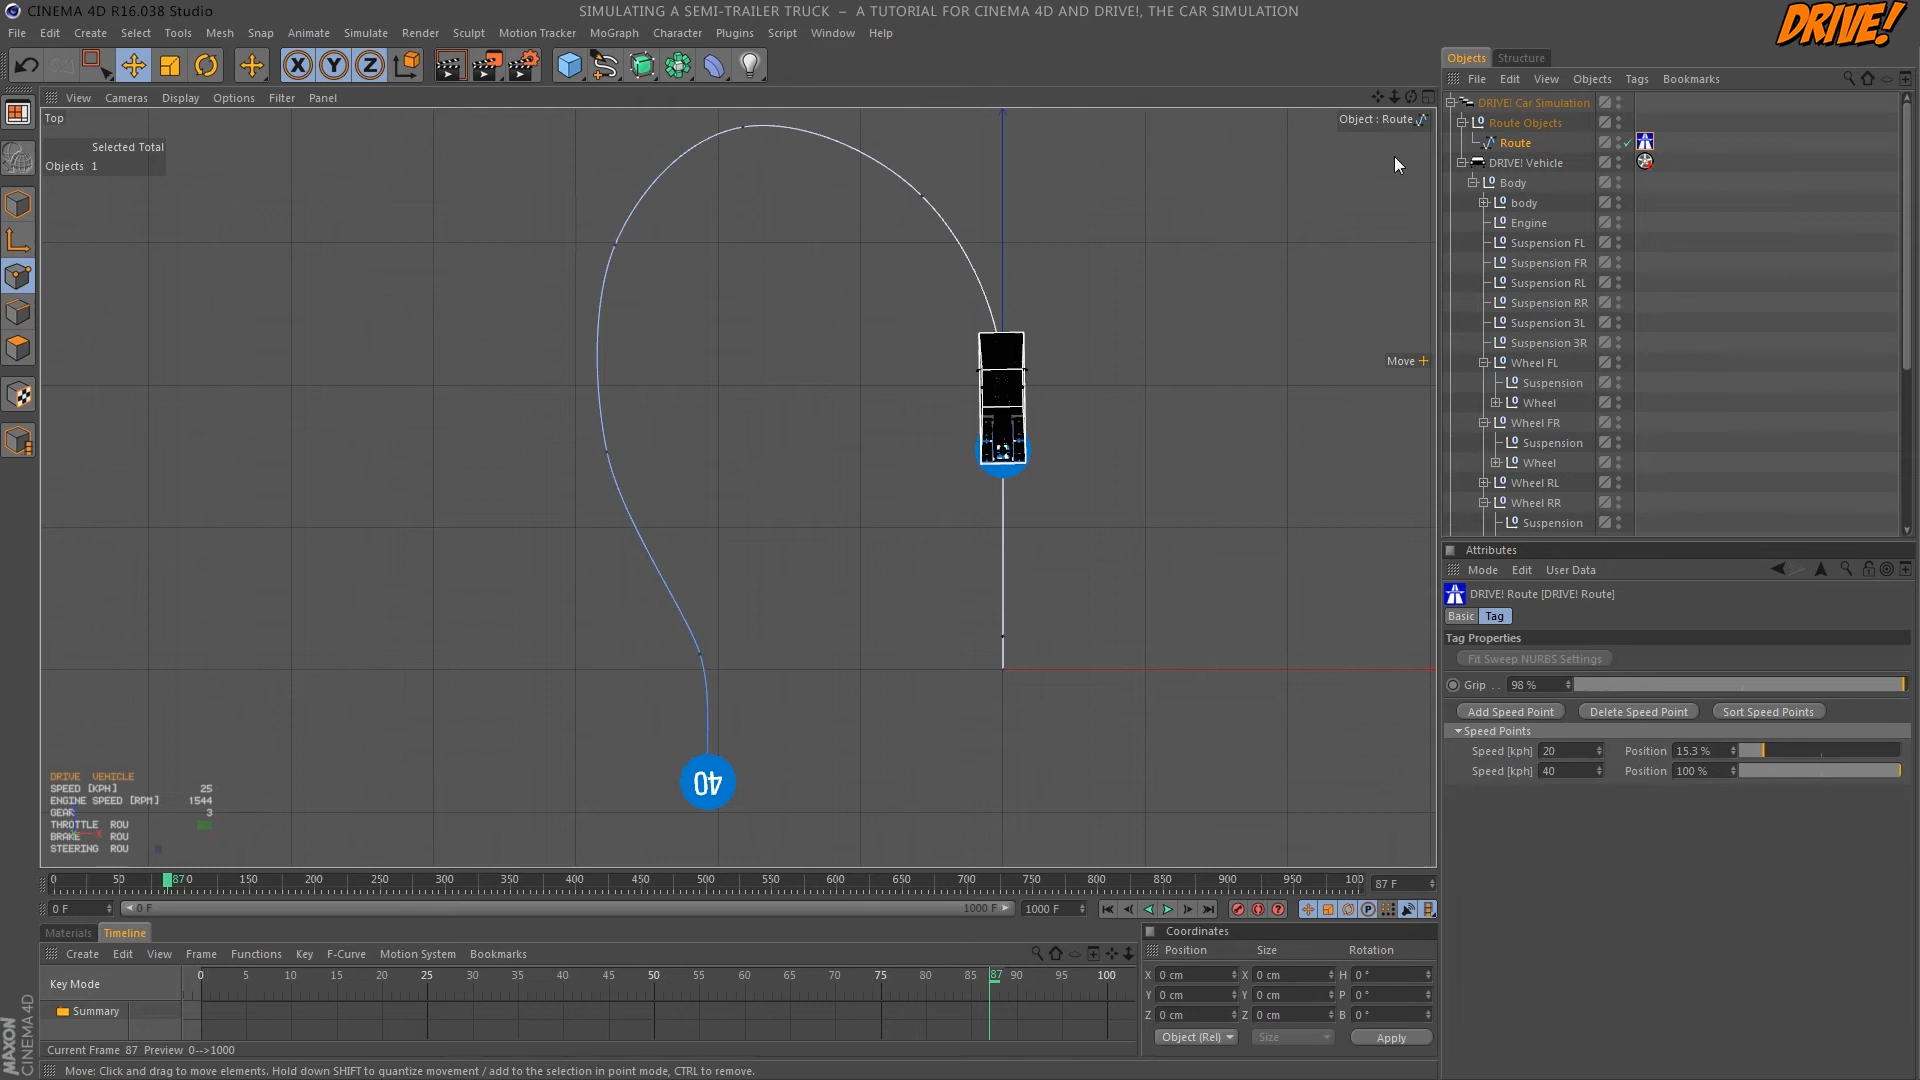 CINEMA 4D R16.038 Studio
SIMULATING A SEMI-TRAILER TRUCK – A TUTORIAL FOR CINEMA 4D AND DRIVE!, THE CAR SIMULATION
DRIVE!
File Edit Create Select Tools Mesh Snap Animate Simulate Render Sculpt Motion Tracker MoGraph Character Plugins Script Window Help
Objects Structure
File Edit View Objects Tags Bookmarks
View Cameras Display Options Filter Panel
Top
Object : Route
Selected Total
Objects 1
Move
40
DRIVE VEHICLE
SPEED [KPH] 25
ENGINE SPEED [RPM] 1544
GEAR 3
THROTTLE ROU
BRAKE ROU
STEERING ROU
DRIVE! Car Simulation
Route Objects
Route
DRIVE! Vehicle
Body
body
Engine
Suspension FL
Suspension FR
Suspension RL
Suspension RR
Suspension 3L
Suspension 3R
Wheel FL
Suspension
Wheel
Wheel FR
Suspension
Wheel
Wheel RL
Wheel RR
Suspension
Attributes
Mode Edit User Data
DRIVE! Route [DRIVE! Route]
Basic Tag
Tag Properties
Fit Sweep NURBS Settings
Grip . . 98 %
Add Speed Point Delete Speed Point Sort Speed Points
Speed Points
Speed [kph] 20 Position 15.3 %
Speed [kph] 40 Position 100 %
0 50 870 150 200 250 300 350 400 450 500 550 600 650 700 750 800 850 900 950 100
87 F
0 F 0 F 1000 F 1000 F
Materials Timeline
Create Edit View Frame Functions Key F-Curve Motion System Bookmarks
Key Mode
0 5 10 15 20 25 30 35 40 45 50 55 60 65 70 75 80 85 87 90 95 100
Summary
Current Frame 87 Preview 0-->1000
Coordinates
Position Size Rotation
X 0 cm X 0 cm H 0 °
Y 0 cm Y 0 cm P 0 °
Z 0 cm Z 0 cm B 0 °
Object (Rel) Size Apply
Move: Click and drag to move elements. Hold down SHIFT to quantize movement / add to the selection in point mode, CTRL to remove.
MAXON
CINEMA 4D